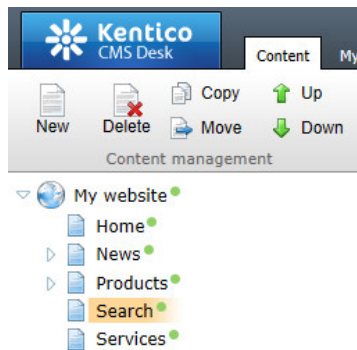 Kentico
CMS Desk
Content My
New Delete Copy Up
Move Down
Content management
My website
Home
News
Products
Search
Services